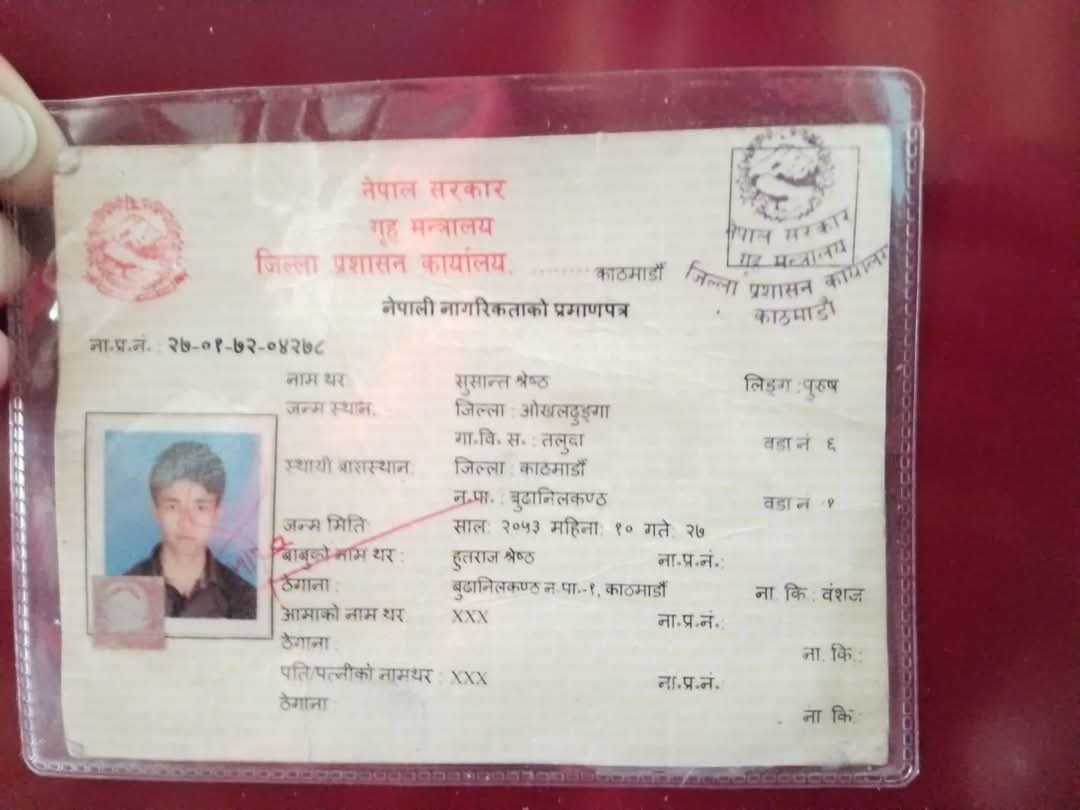 नेपाल सरकार
गृह मन्त्रालय
जिल्ला प्रशासन कार्यालय, ........ काठमाडौं
नेपाल सरकार
गृह मन्त्रालय
जिल्ला प्रशासन कार्यालय
काठमाडौं
नेपाली नागरिकताको प्रमाणपत्र
ना.प्र.नं. : २७-०१-७२-०४२७८
नाम थर: सुसान्त श्रेष्ठ लिङ्ग : पुरुष
जन्म स्थान: जिल्ला : ओखलढुङ्गा
गा.वि.स. : तलुवा वडा नं ६
स्थायी बासस्थान: जिल्ला : काठमाडौं
न.पा. : बुढानिलकण्ठ वडा नं १
जन्म मिति: साल: २०५३ महिना: १० गते: २७
बाबुको नाम थर : हुतराज श्रेष्ठ ना.प्र.नं.:
ठेगाना : बुढानिलकण्ठ न.पा.-१, काठमाडौं ना. कि.: वंशज
आमाको नाम थर: XXX ना.प्र.नं.:
ठेगाना : ना. कि.:
पति/पत्नीको नामथर : XXX ना.प्र.नं.
ठेगाना ना कि: